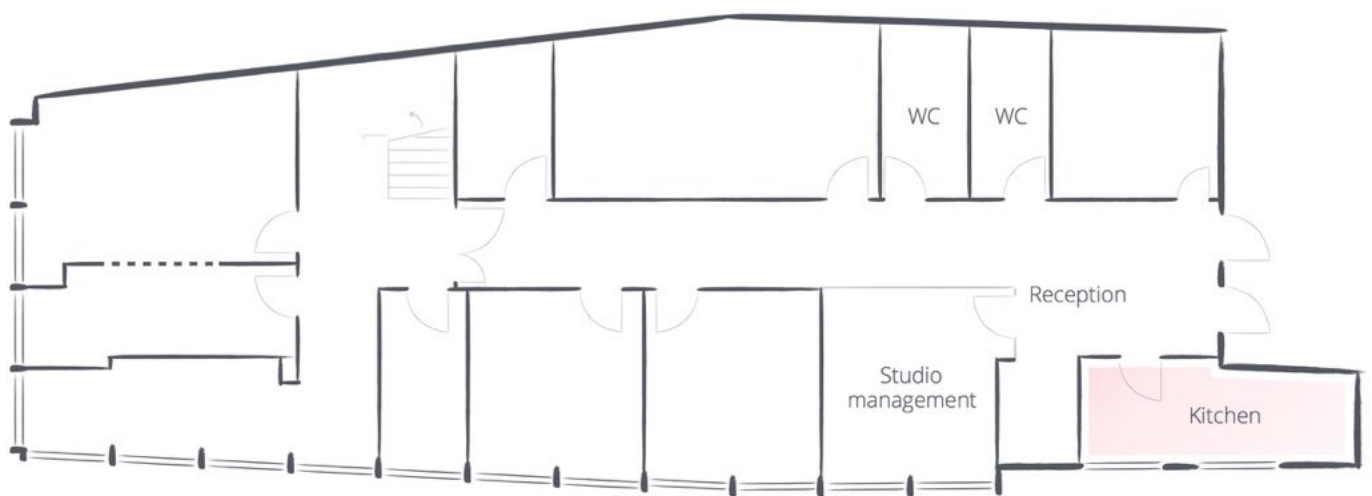 WC
WC
Reception
Studio
management
Kitchen